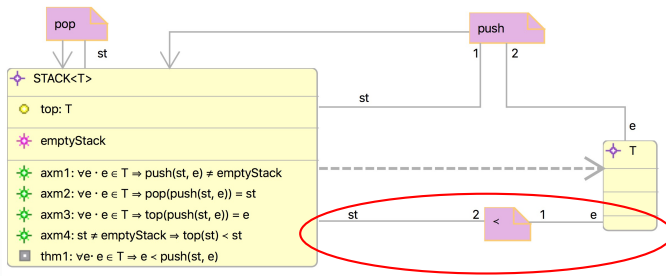 pop
push
st
1
2
STACK<T>
top: T
st
e
emptyStack
T
axm1: ∀e · e ∈ T ⇒ push(st, e) ≠ emptyStack
axm2: ∀e · e ∈ T ⇒ pop(push(st, e)) = st
axm3: ∀e · e ∈ T ⇒ top(push(st, e)) = e
st
2
<
1
e
axm4: st ≠ emptyStack ⇒ top(st) < st
thm1: ∀e· e ∈ T ⇒ e < push(st, e)